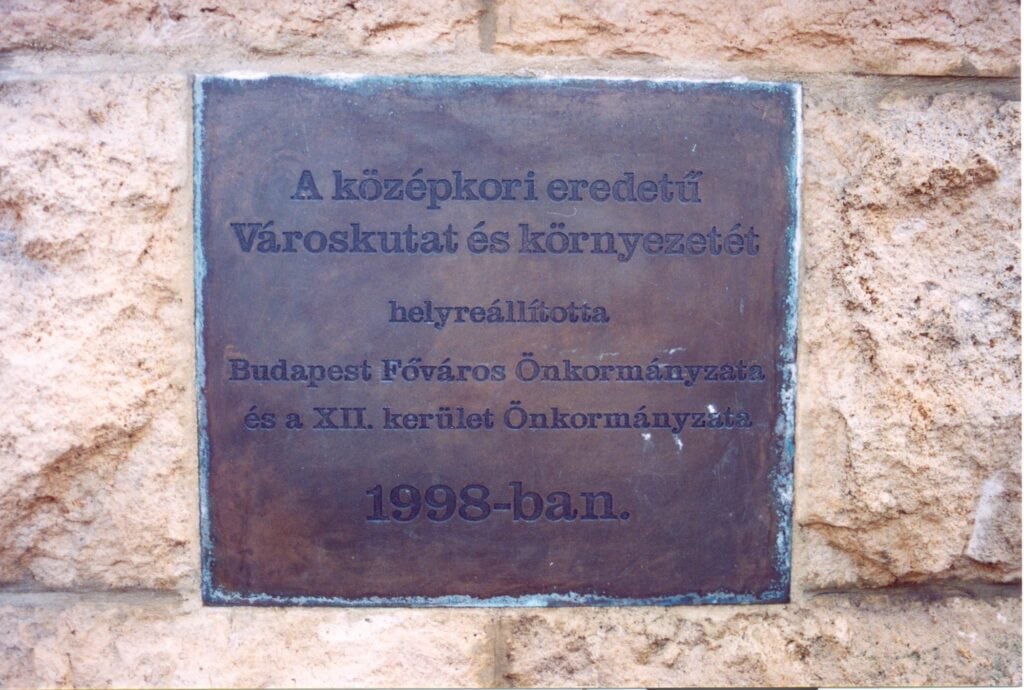 A középkori eredetű
Városkutat és környezetét
helyreállította
Budapest Főváros Önkormányzata
és a XII. kerület Önkormányzata
1998-ban.